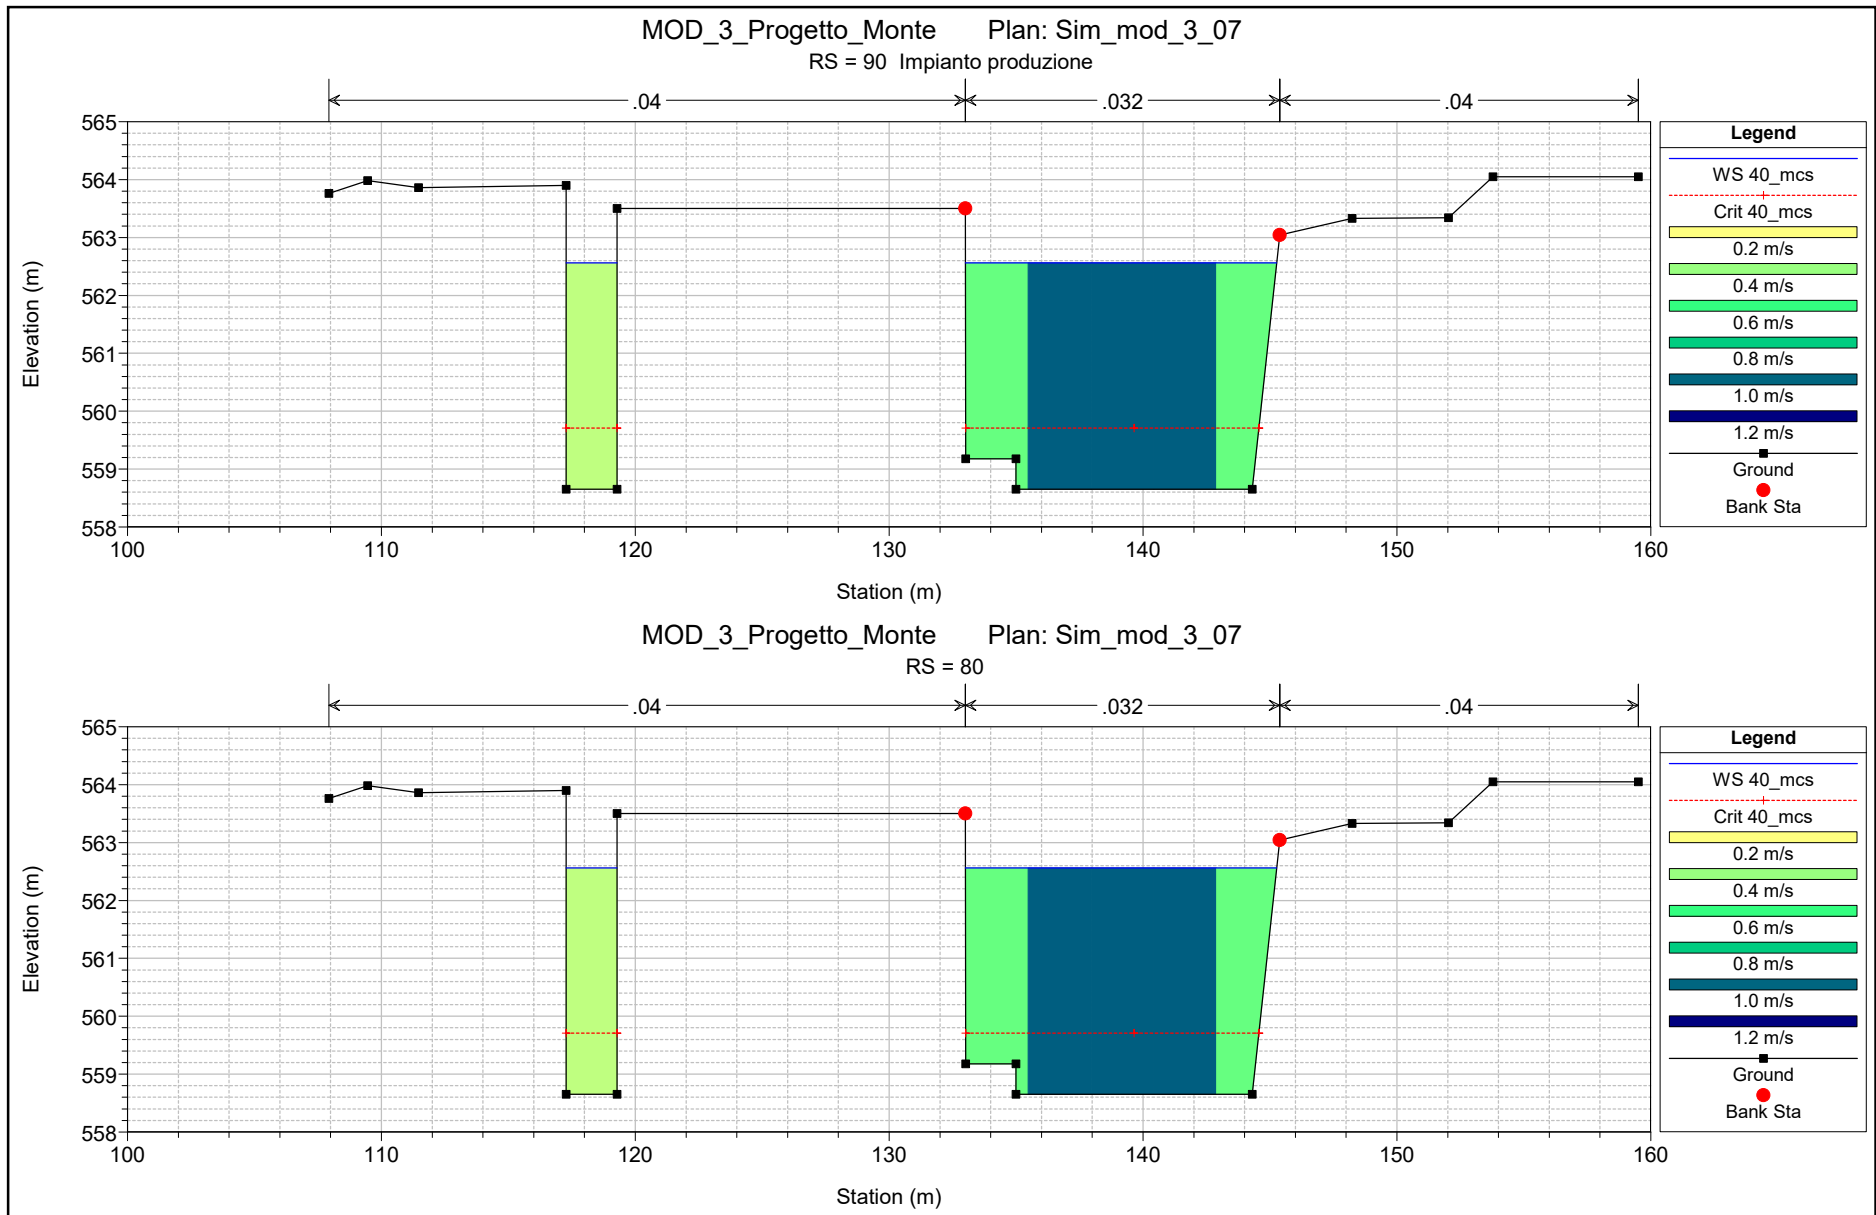 MOD_3_Progetto_Monte Plan: Sim_mod_3_07
RS = 90 Impianto produzione
.04 .032 .04
565
564
563
562
561
560
559
558
Elevation (m)
100 110 120 130 140 150 160
Station (m)
Legend
WS 40_mcs
Crit 40_mcs
0.2 m/s
0.4 m/s
0.6 m/s
0.8 m/s
1.0 m/s
1.2 m/s
Ground
Bank Sta
MOD_3_Progetto_Monte Plan: Sim_mod_3_07
RS = 80
.04 .032 .04
565
564
563
562
561
560
559
558
Elevation (m)
100 110 120 130 140 150 160
Station (m)
Legend
WS 40_mcs
Crit 40_mcs
0.2 m/s
0.4 m/s
0.6 m/s
0.8 m/s
1.0 m/s
1.2 m/s
Ground
Bank Sta